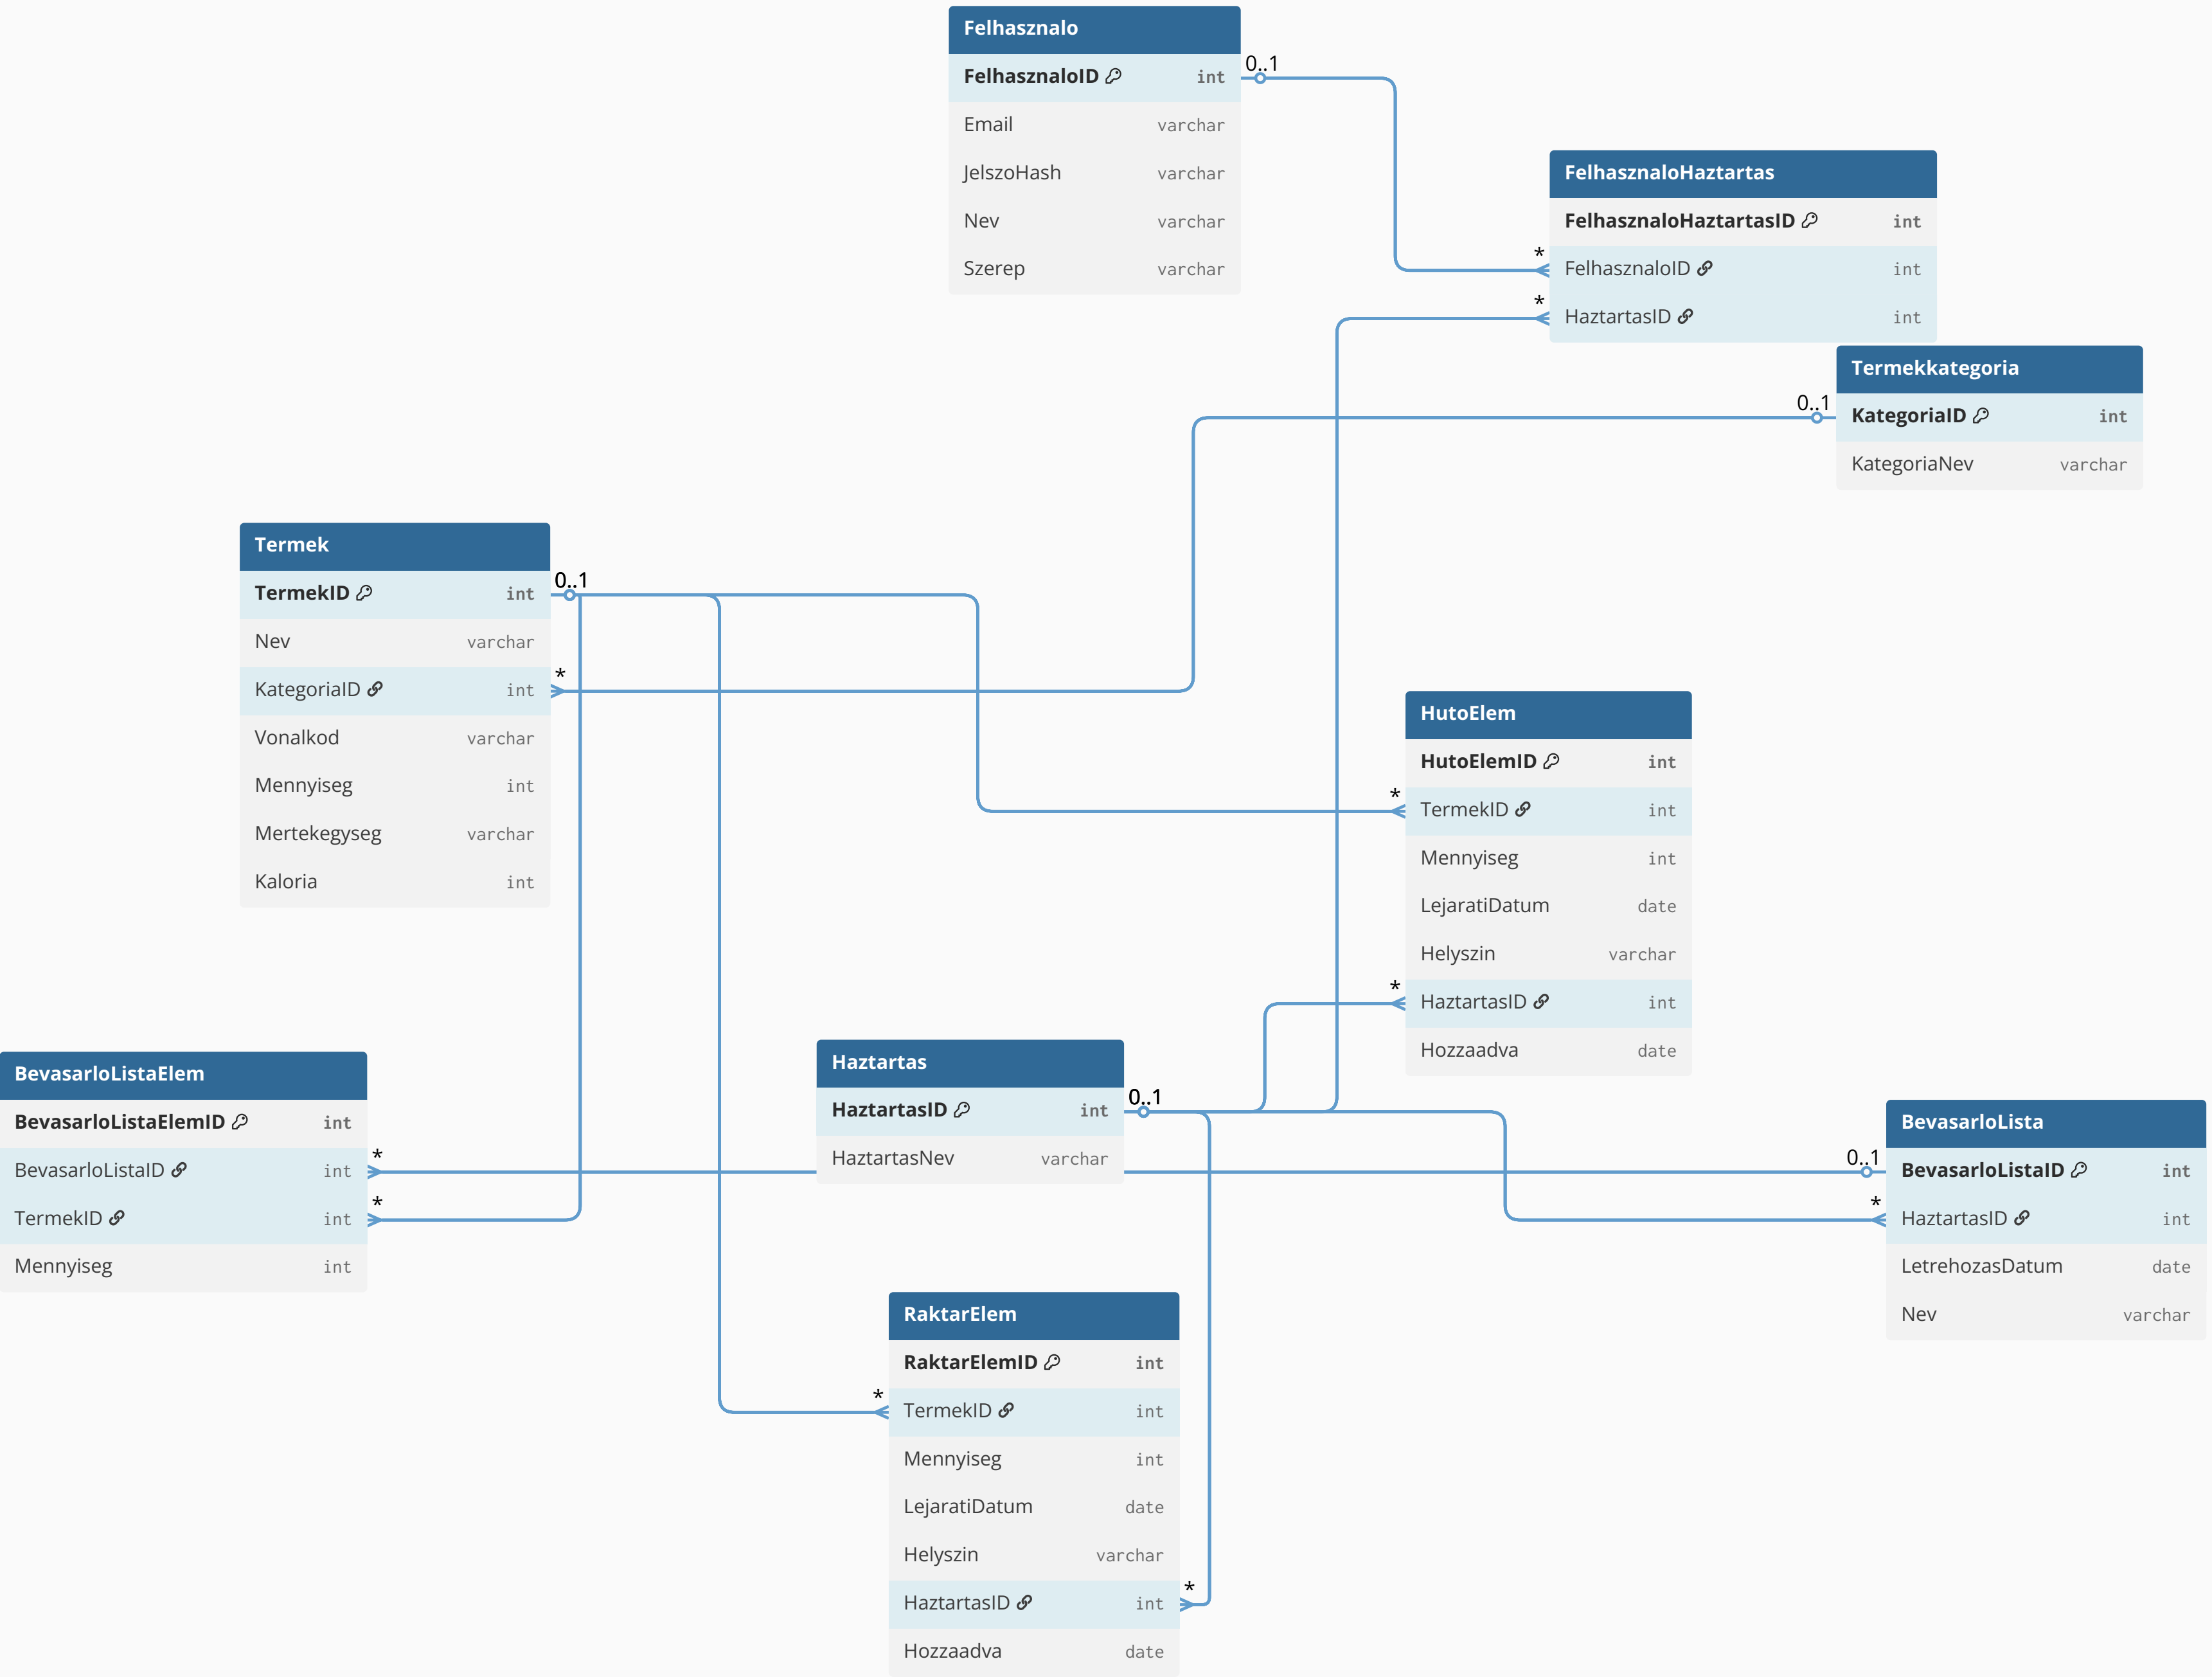 Felhasznalo
FelhasznaloID int
Email varchar
JelszoHash varchar
Nev varchar
Szerep varchar
0..1
FelhasznaloHaztartas
FelhasznaloHaztartasID int
* FelhasznaloID int
* HaztartasID int
Termekkategoria
0..1 KategoriaID int
KategoriaNev varchar
Termek
TermekID int 0..1
Nev varchar
KategoriaID int *
Vonalkod varchar
Mennyiseg int
Mertekegyseg varchar
Kaloria int
HutoElem
HutoElemID int
* TermekID int
Mennyiseg int
LejaratiDatum date
Helyszin varchar
* HaztartasID int
Hozzaadva date
Haztartas
HaztartasID int 0..1
HaztartasNev varchar
BevasarloListaElem
BevasarloListaElemID int
BevasarloListaID int *
TermekID int *
Mennyiseg int
BevasarloLista
0..1 BevasarloListaID int
* HaztartasID int
LetrehozasDatum date
Nev varchar
RaktarElem
RaktarElemID int
* TermekID int
Mennyiseg int
LejaratiDatum date
Helyszin varchar
HaztartasID int *
Hozzaadva date